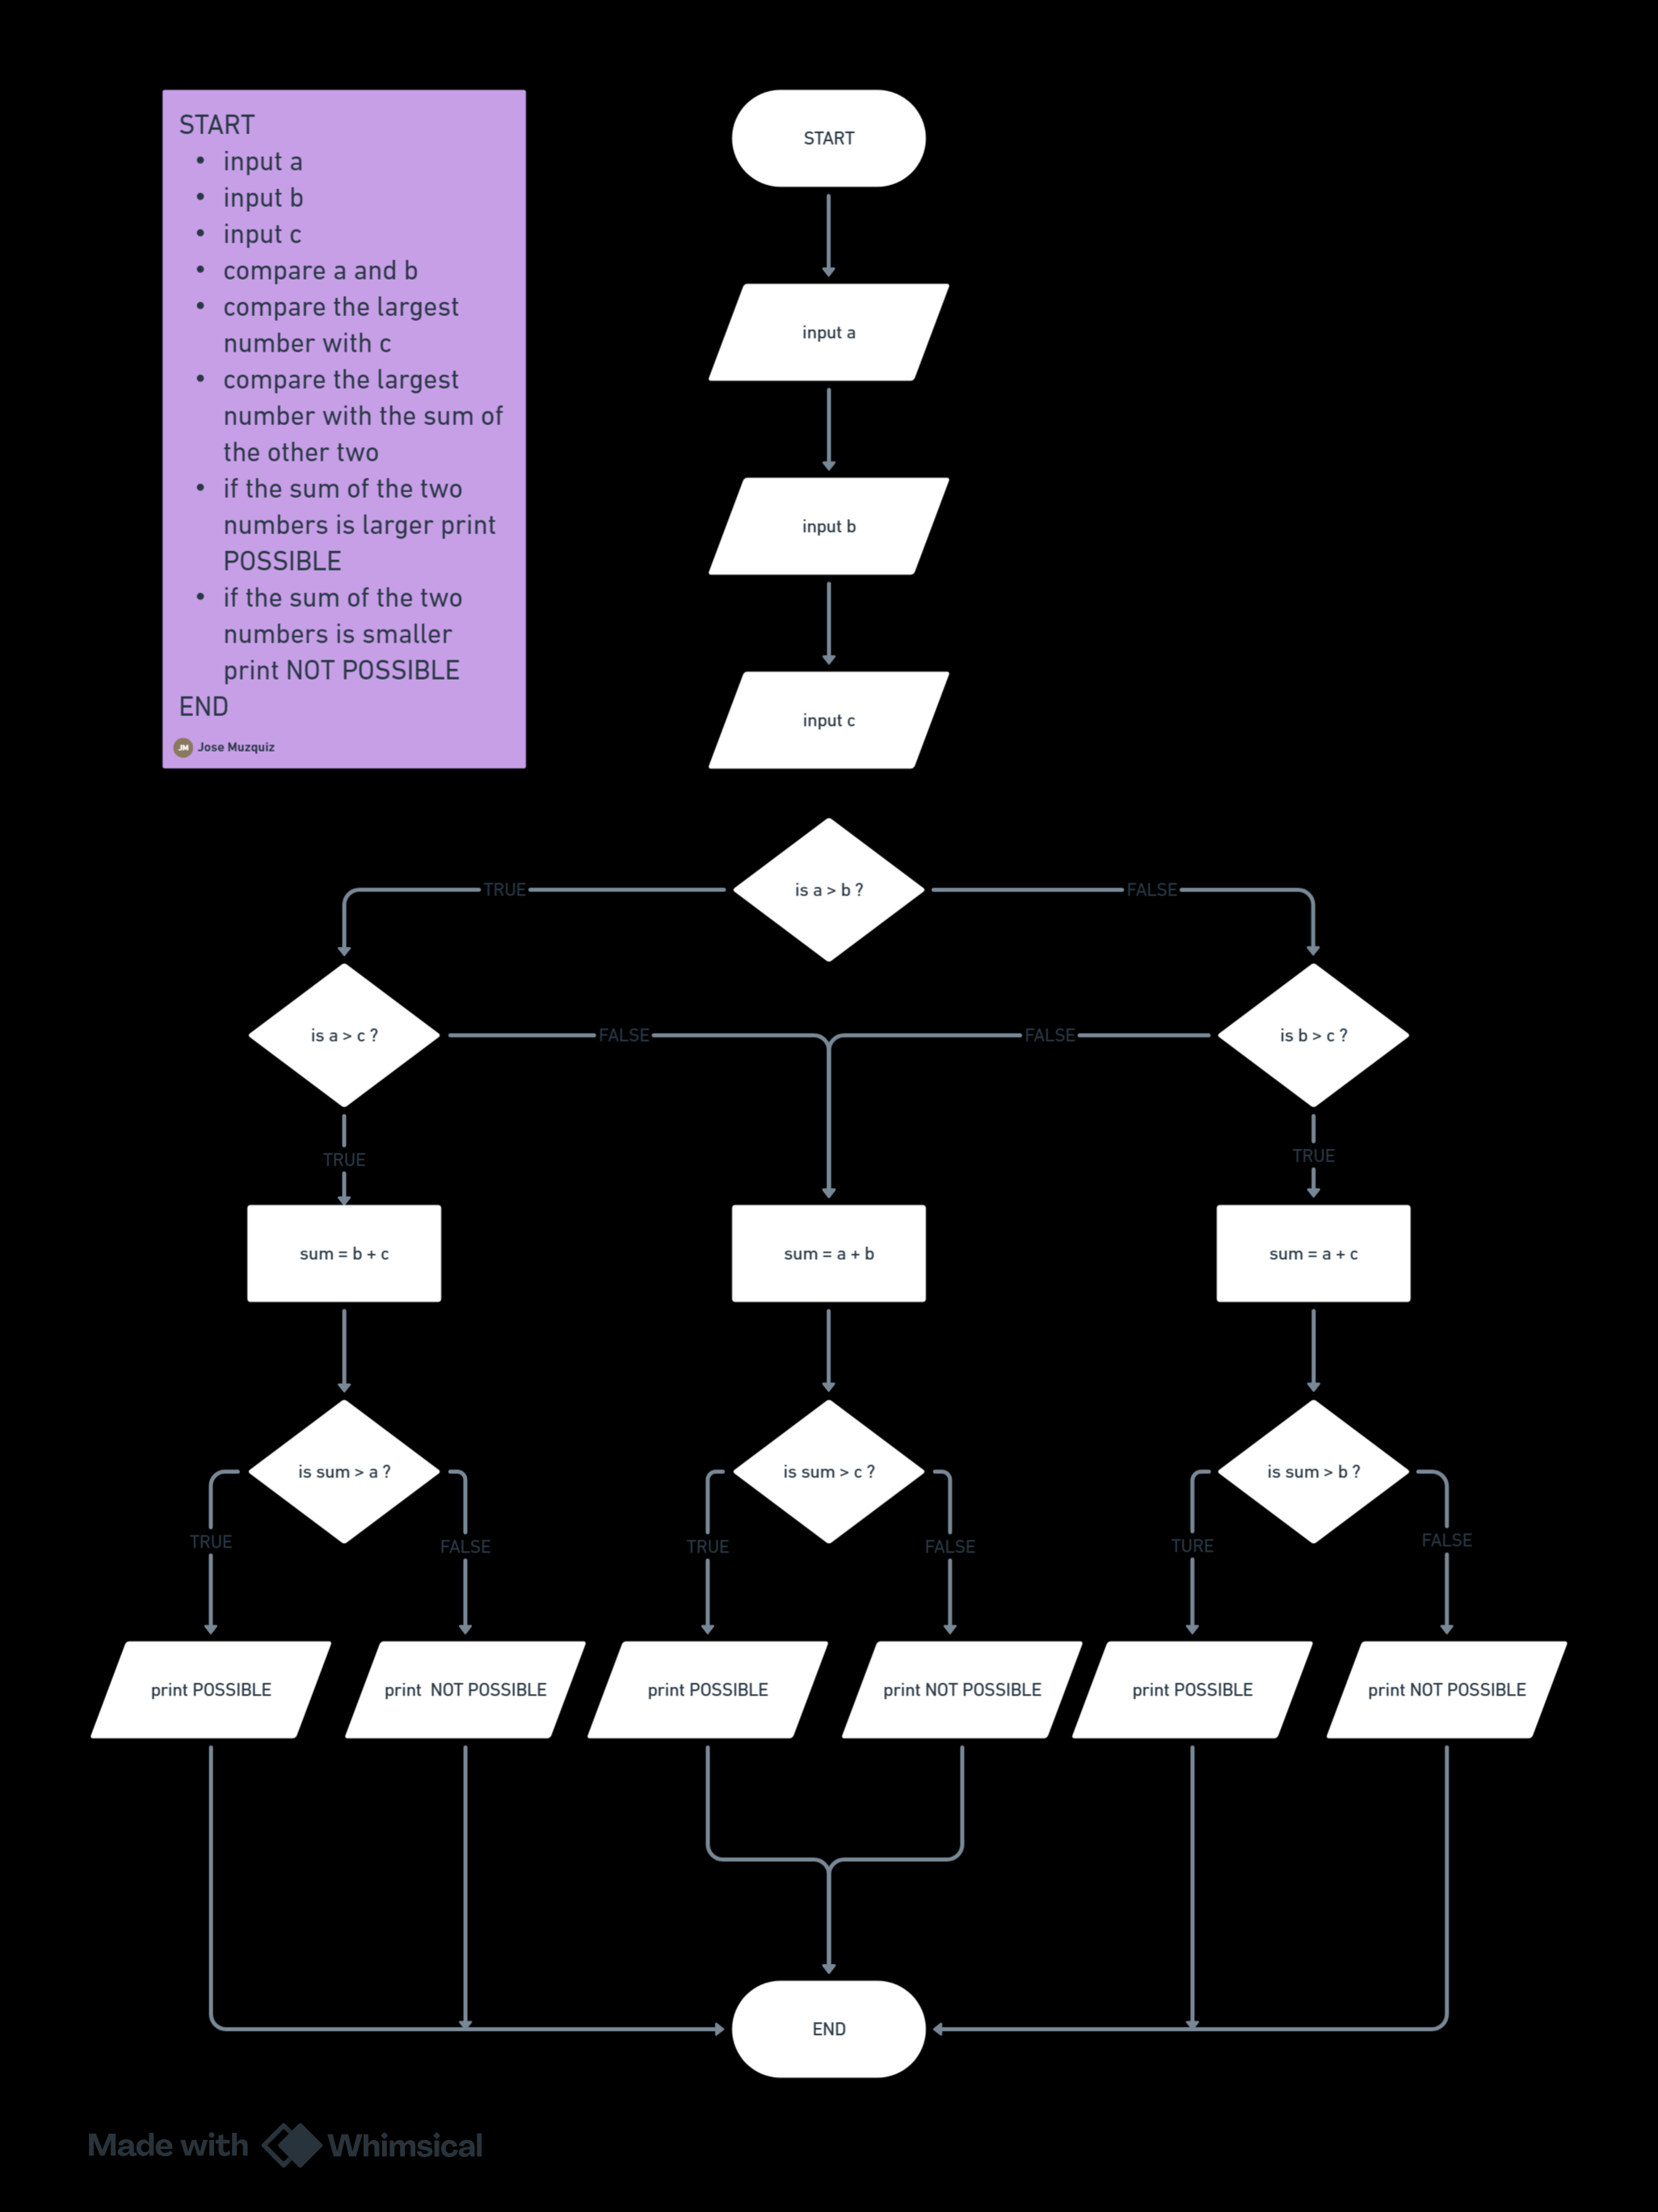 START
• input a
• input b
• input c
• compare a and b
• compare the largest
number with c
• compare the largest
number with the sum of
the other two
• if the sum of the two
numbers is larger print
POSSIBLE
• if the sum of the two
numbers is smaller
print NOT POSSIBLE
END
JM Jose Muzquiz
START
input a
input b
input c
is a > b ?
TRUE
FALSE
is a > c ?
FALSE
FALSE
is b > c ?
TRUE
TRUE
sum = b + c
sum = a + b
sum = a + c
is sum > a ?
is sum > c ?
is sum > b ?
TRUE
FALSE
TRUE
FALSE
TURE
FALSE
print POSSIBLE
print  NOT POSSIBLE
print POSSIBLE
print NOT POSSIBLE
print POSSIBLE
print NOT POSSIBLE
END
Made with Whimsical